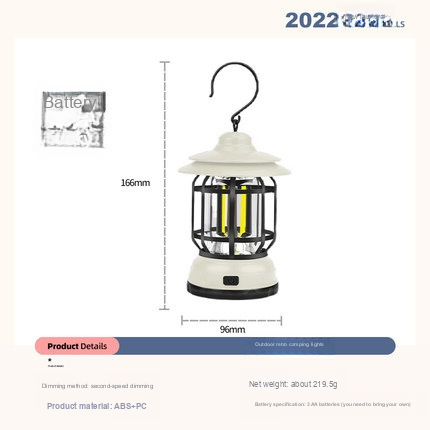 2022
LS
Battery
166mm
96mm
Product Details
Outdoor retro camping lights
Dimming method: second-speed dimming
Net weight: about 219.5g
Product material: ABS+PC
Battery specification: 3 AA batteries (you need to bring your own)